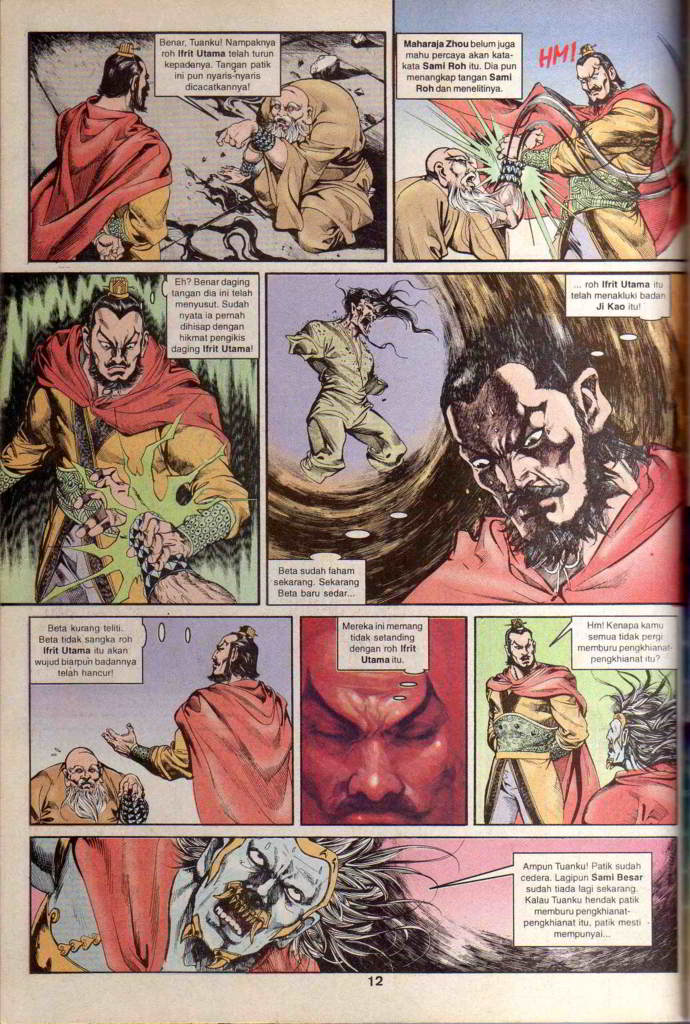 Benar, Tuanku! Nampaknya
roh Ifrit Utama telah turun
kepadanya. Tangan patik
ini pun nyaris-nyaris
dicacatkannya!
Maharaja Zhou belum juga
mahu percaya akan kata-
kata Sami Roh itu. Dia pun
menangkap tangan Sami
Roh dan menelitinya.
HM!
Eh? Benar daging
tangan dia ini telah
menyusut. Sudah
nyata ia pernah
dihisap dengan
hikmat pengikis
daging Ifrit Utama!
... roh Ifrit Utama itu
telah menakluki badan
Ji Kao itu!
Beta sudah faham
sekarang. Sekarang
Beta baru sedar...
Beta kurang teliti.
Beta tidak sangka roh
Ifrit Utama itu akan
wujud biarpun badannya
telah hancur!
Mereka ini memang
tidak setanding
dengan roh Ifrit
Utama itu.
Hm! Kenapa kamu
semua tidak pergi
memburu pengkhianat-
pengkhianat itu?
Ampun Tuanku! Patik sudah
cedera. Lagipun Sami Besar
sudah tiada lagi sekarang.
Kalau Tuanku hendak patik
memburu pengkhianat-
pengkhianat itu, patik mesti
mempunyai...
12